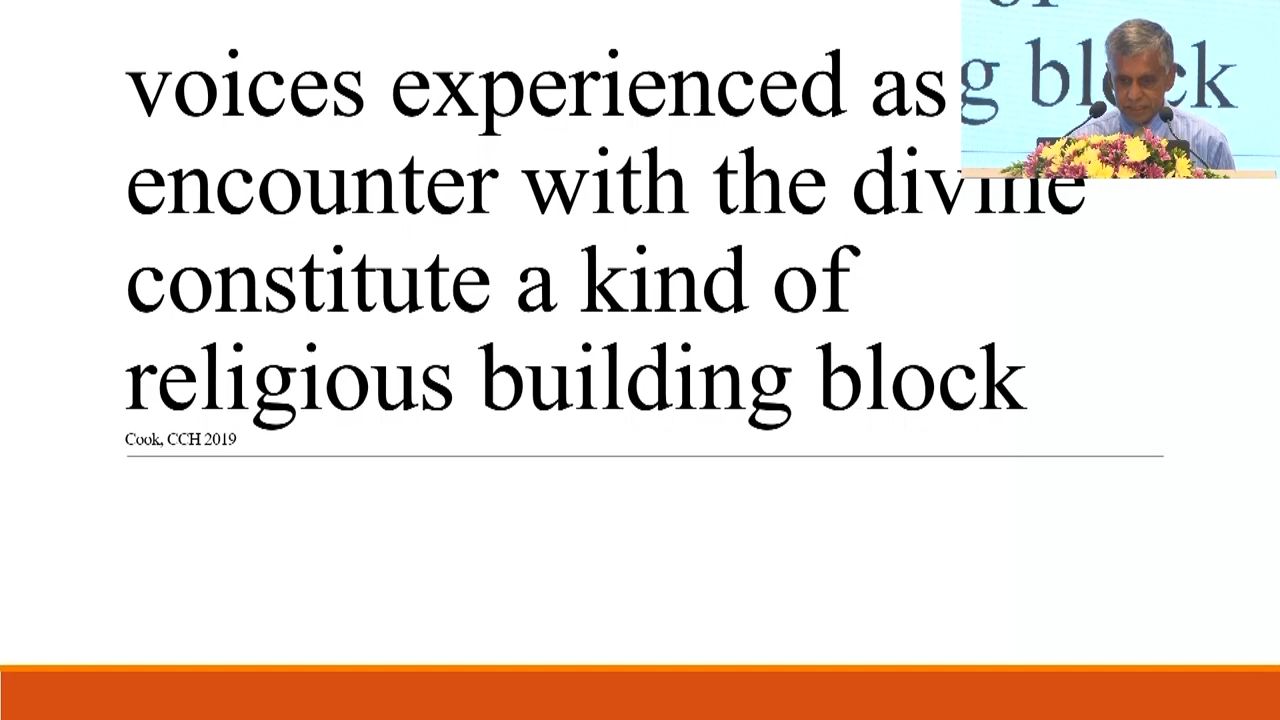 voices experienced as
encounter with the divine
constitute a kind of
religious building block
Cook, CCH 2019
g block